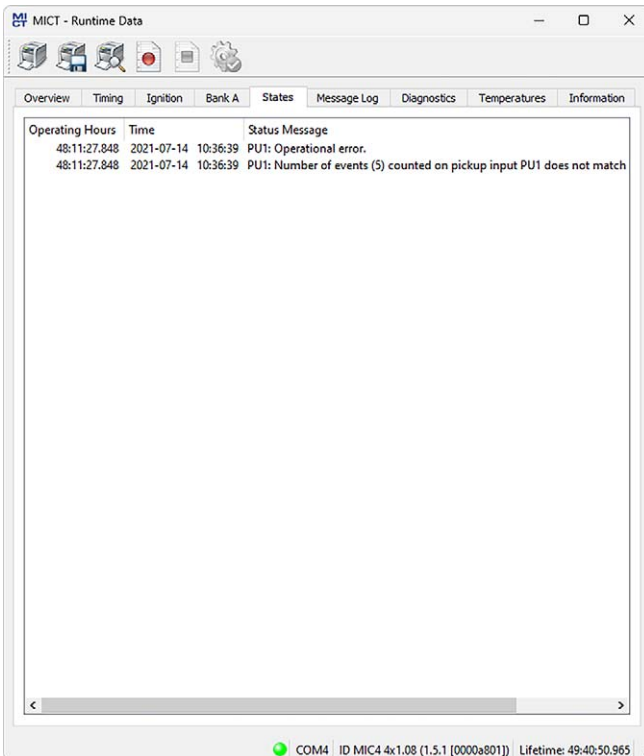 MICT - Runtime Data
Overview Timing Ignition Bank A States Message Log Diagnostics Temperatures Information
Operating Hours Time Status Message
48:11:27.848 2021-07-14 10:36:39 PU1: Operational error.
48:11:27.848 2021-07-14 10:36:39 PU1: Number of events (5) counted on pickup input PU1 does not match
COM4 ID MIC4 4x1.08 (1.5.1 [0000a801]) Lifetime: 49:40:50.965